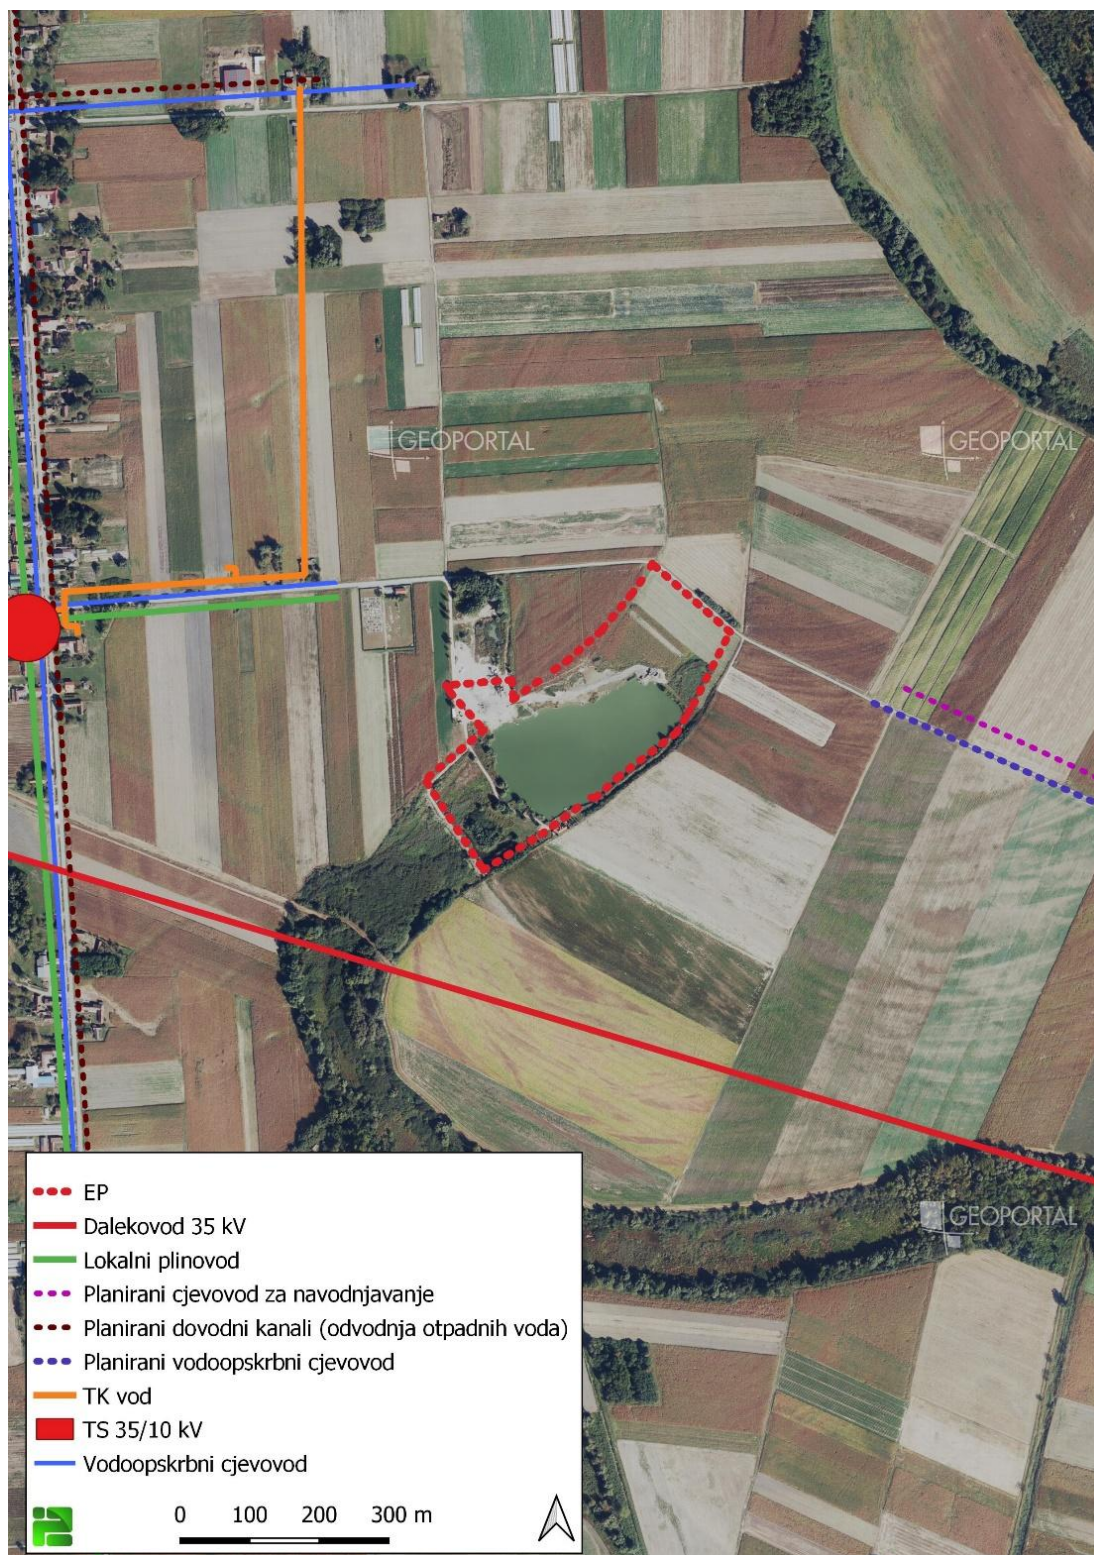 GEOPORTAL
GEOPORTAL
GEOPORTAL
EP
Dalekovod 35 kV
Lokalni plinovod
Planirani cjevovod za navodnjavanje
Planirani dovodni kanali (odvodnja otpadnih voda)
Planirani vodoopskrbni cjevovod
TK vod
TS 35/10 kV
Vodoopskrbni cjevovod
0 100 200 300 m